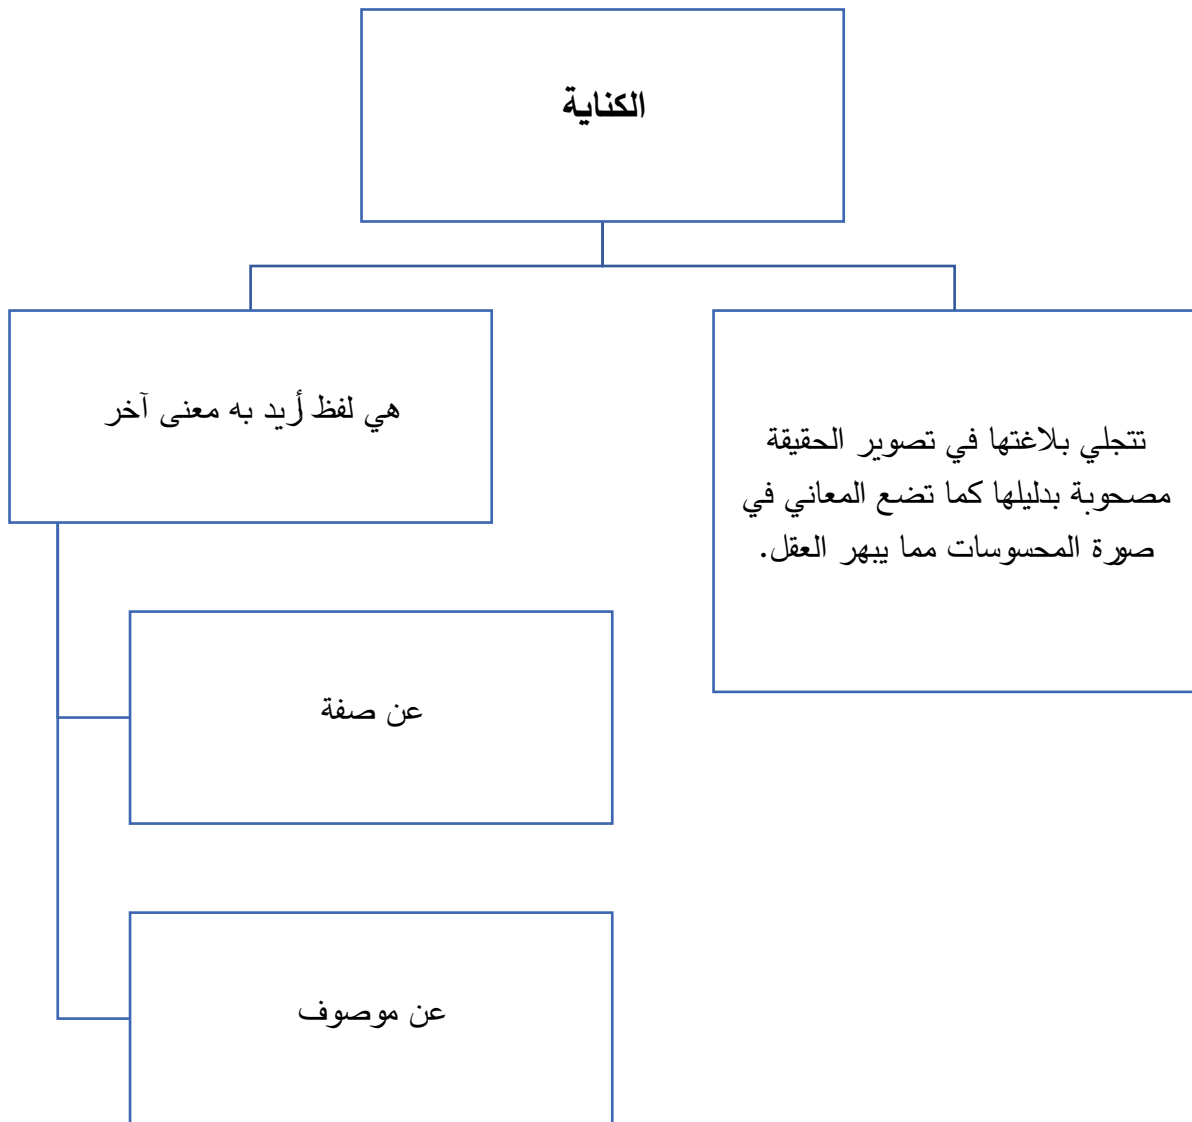 الكناية
تتجلي بلاغتها في تصوير الحقيقة
مصحوبة بدليلها كما تضع المعاني في
صورة المحسوسات مما يبهر العقل.
هي لفظ أُريد به معنى آخر
عن صفة
عن موصوف